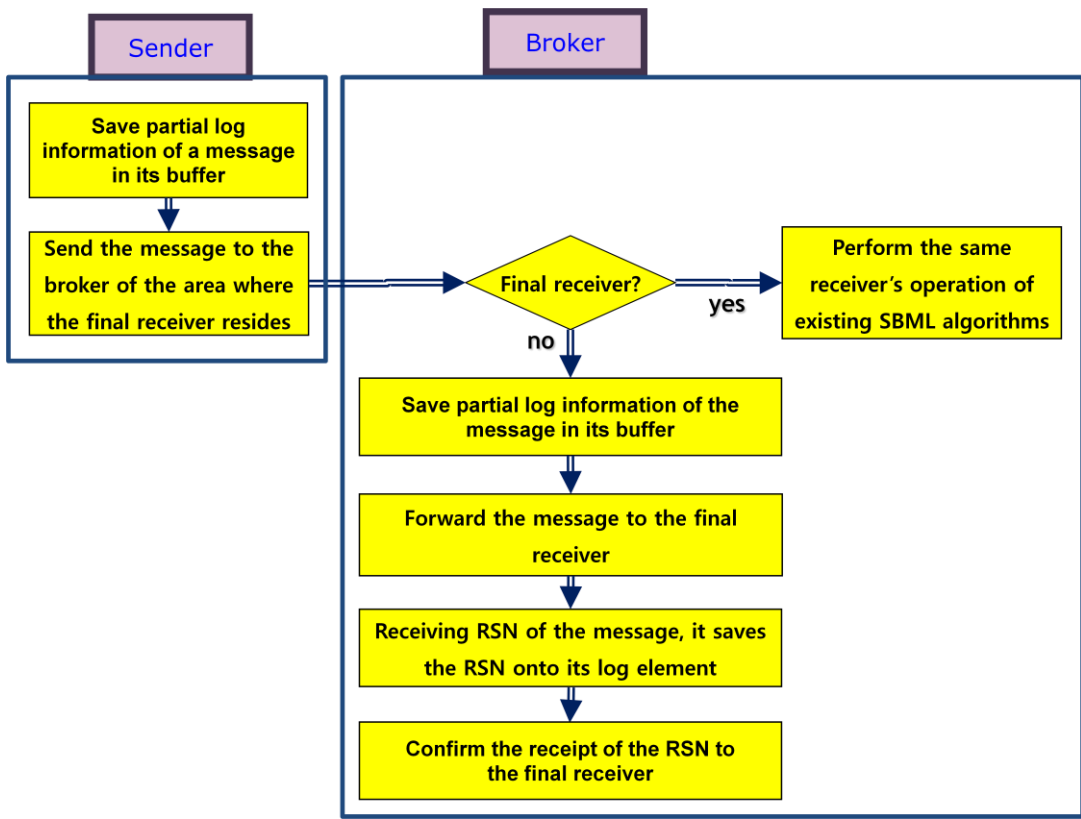 Sender
Broker
Save partial log
information of a message
in its buffer
Send the message to the
broker of the area where
the final receiver resides
Final receiver?
yes
no
Perform the same
receiver's operation of
existing SBML algorithms
Save partial log information of the
message in its buffer
Forward the message to the final
receiver
Receiving RSN of the message, it saves
the RSN onto its log element
Confirm the receipt of the RSN to
the final receiver